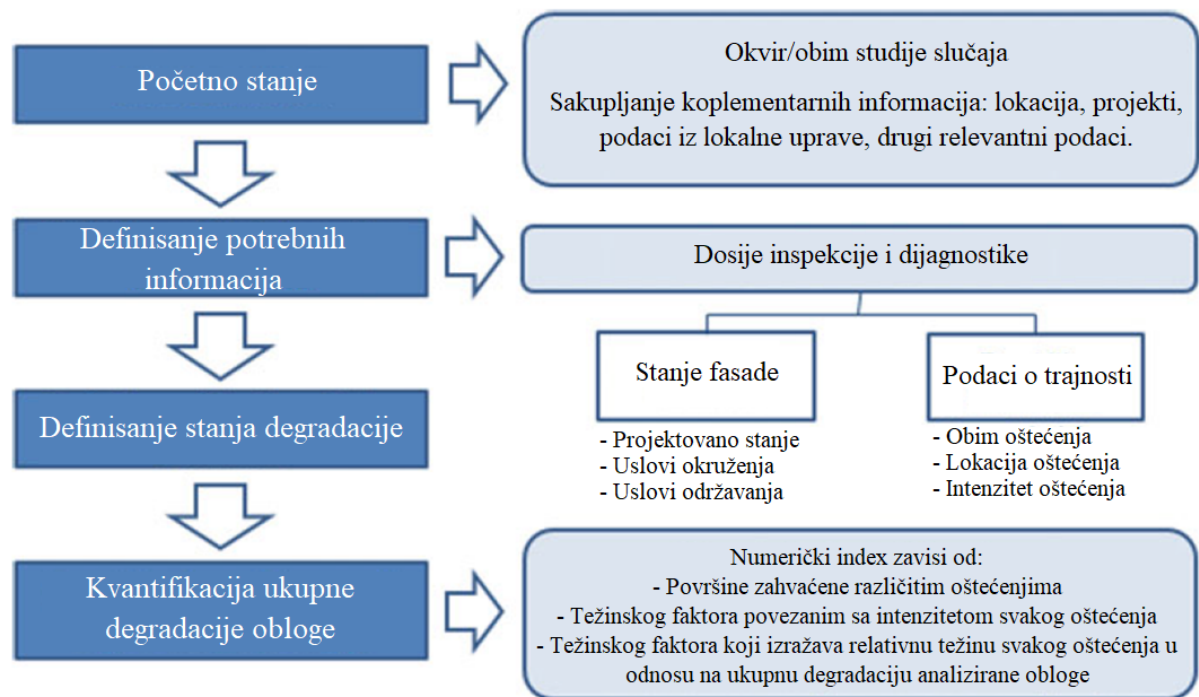 Početno stanje
Okvir/obim studije slučaja
Sakupljanje koplementarnih informacija: lokacija, projekti,
podaci iz lokalne uprave, drugi relevantni podaci.
Definisanje potrebnih
informacija
Dosije inspekcije i dijagnostike
Stanje fasade
- Projektovano stanje
- Uslovi okruženja
- Uslovi održavanja
Podaci o trajnosti
- Obim oštećenja
- Lokacija oštećenja
- Intenzitet oštećenja
Definisanje stanja degradacije
Kvantifikacija ukupne
degradacije obloge
Numerički index zavisi od:
- Površine zahvaćene različitim oštećenjima
- Težinskog faktora povezanim sa intenzitetom svakog oštećenja
- Težinskog faktora koji izražava relativnu težinu svakog oštećenja u
odnosu na ukupnu degradaciju analizirane obloge